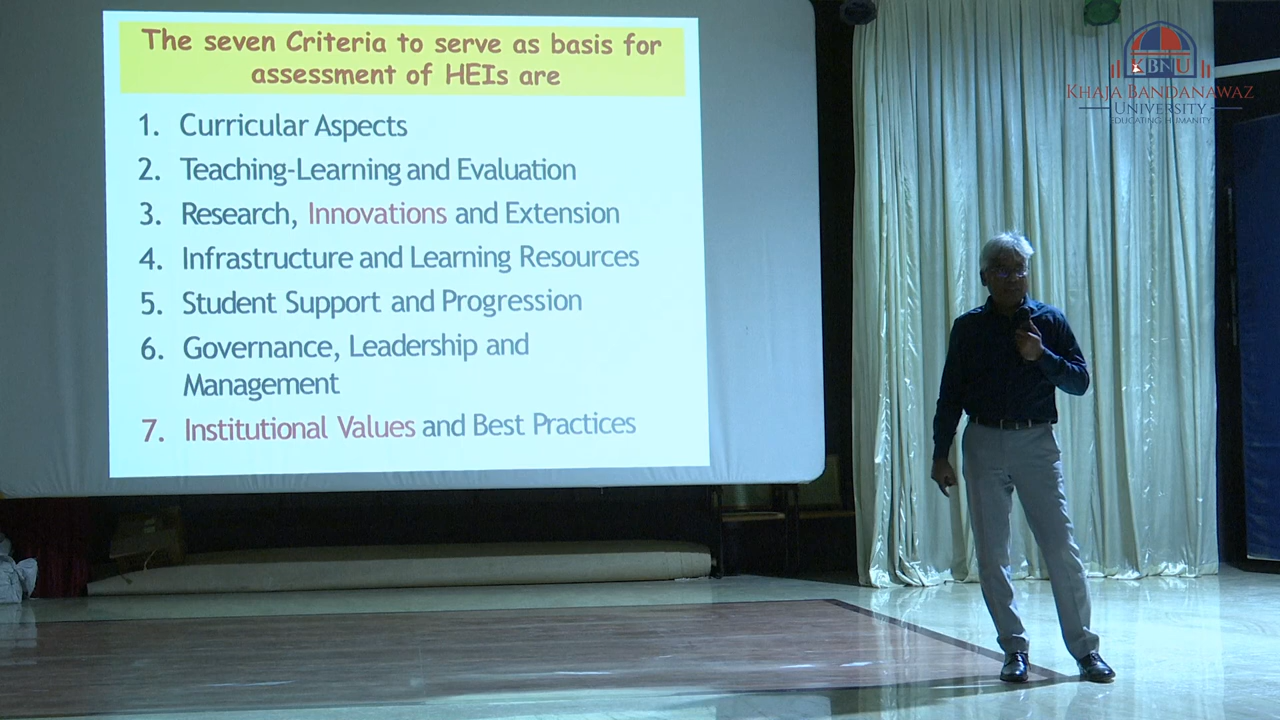 The seven Criteria to serve as basis for
assessment of HEIs are
1. Curricular Aspects
2. Teaching-Learning and Evaluation
3. Research, Innovations and Extension
4. Infrastructure and Learning Resources
5. Student Support and Progression
6. Governance, Leadership and
Management
7. Institutional Values and Best Practices
KBNU
KHAJA BANDANAWAZ
UNIVERSITY
EDUCATING HUMANITY